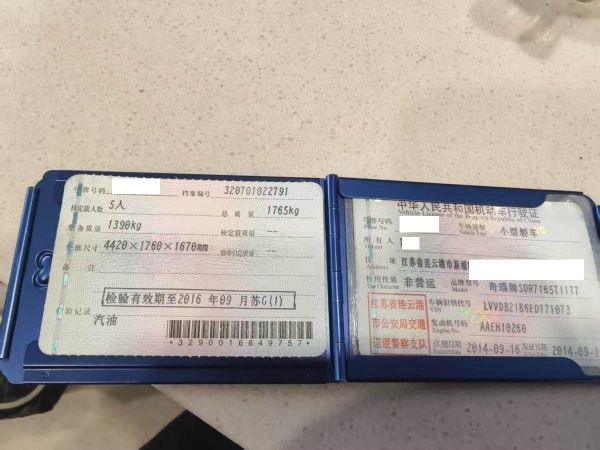 号牌号码
档案编号 320701022791
核定载人数 5人
总质量 1765kg
整备质量 1390kg
核定载质量 --
外廓尺寸 4420×1760×1670mm
准牵引总质量 --
备注
检验有效期至2016年09月苏G(1)
检验记录
汽油
*3290016849757*
中华人民共和国机动车行驶证
Vehicle License of the People's Republic of China
号牌号码
Plate No.
车辆类型
Vehicle Type
小型轿车
所有人
Owner
住址
Address
江苏省连云港市新浦
使用性质
Use Character
非营运
品牌型号
Model
奇瑞牌SQR7165T11T7
江苏省连云港
市公安局交通
巡逻警察支队
车辆识别代号
VIN
LVVDB21B6ED171073
发动机号码
Engine No.
AAEH10260
注册日期
Register Date
2014-09-16
发证日期
Issue Date
2014-09-1